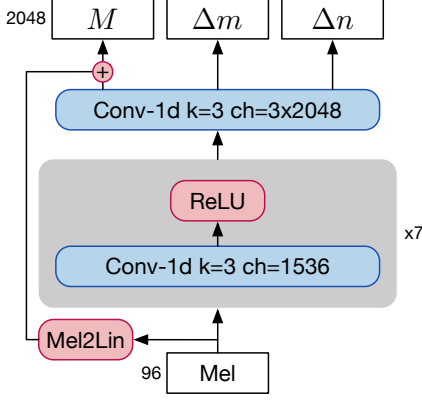 2048 M Δm Δn
+
Conv-1d k=3 ch=3x2048
ReLU
x7
Conv-1d k=3 ch=1536
Mel2Lin
96 Mel